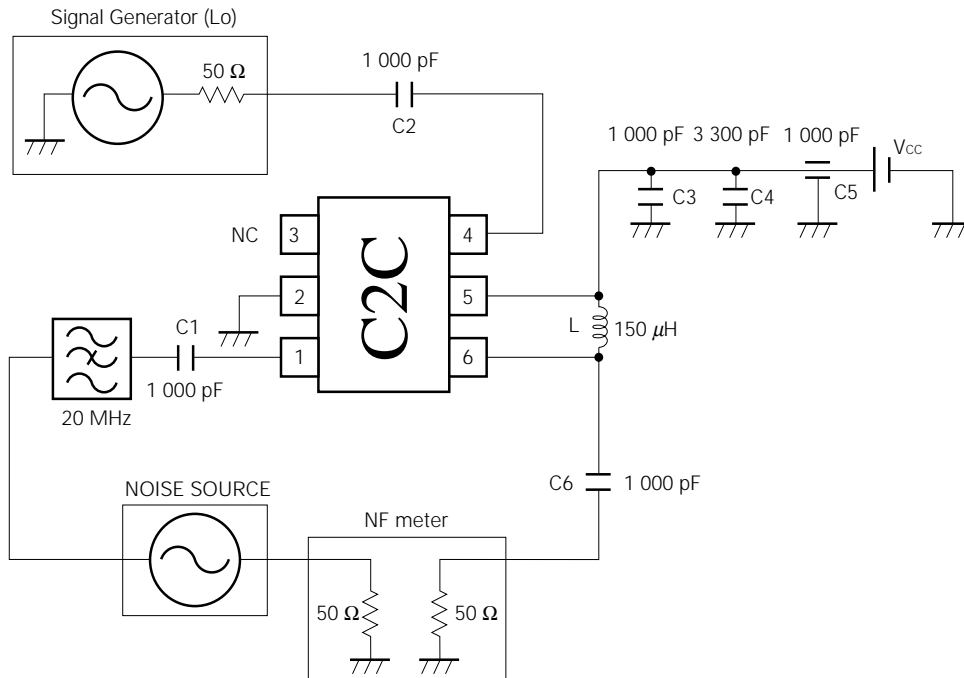 Signal Generator (Lo)
50 Ω
1 000 pF
C2
1 000 pF 3 300 pF 1 000 pF
VCC
C3
C4
C5
NC
3
4
2
5
1
6
C2C
C1
1 000 pF
20 MHz
L
150 μH
C6
1 000 pF
NOISE SOURCE
NF meter
50 Ω
50 Ω